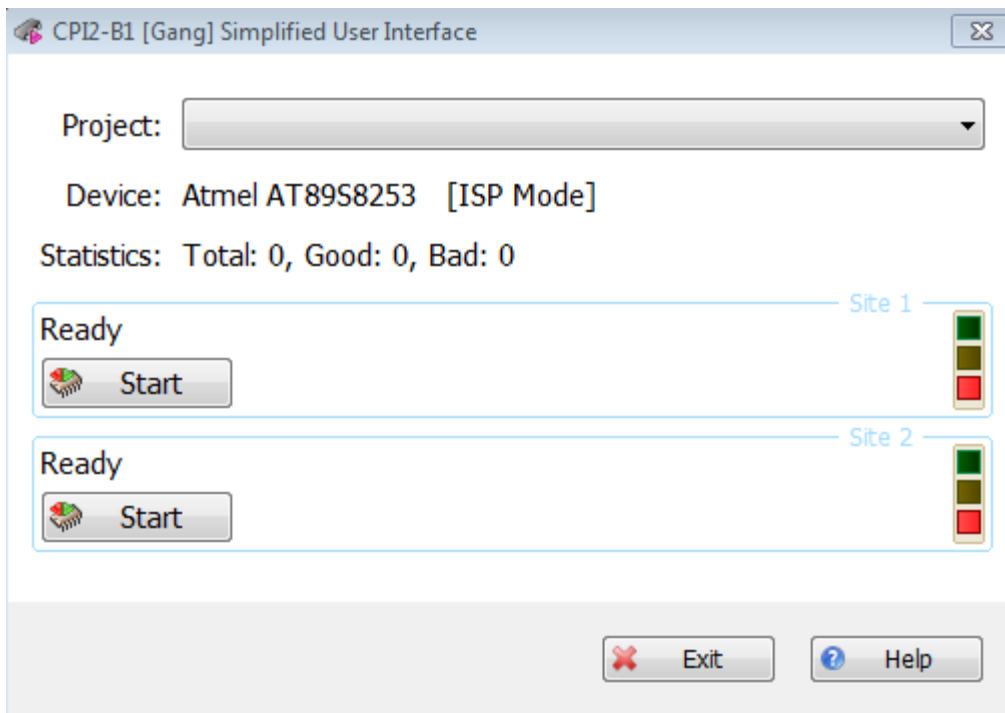 CPI2-B1 [Gang] Simplified User Interface
Project:
Device: Atmel AT89S8253 [ISP Mode]
Statistics: Total: 0, Good: 0, Bad: 0
Site 1
Ready
Start
Site 2
Ready
Start
Exit Help